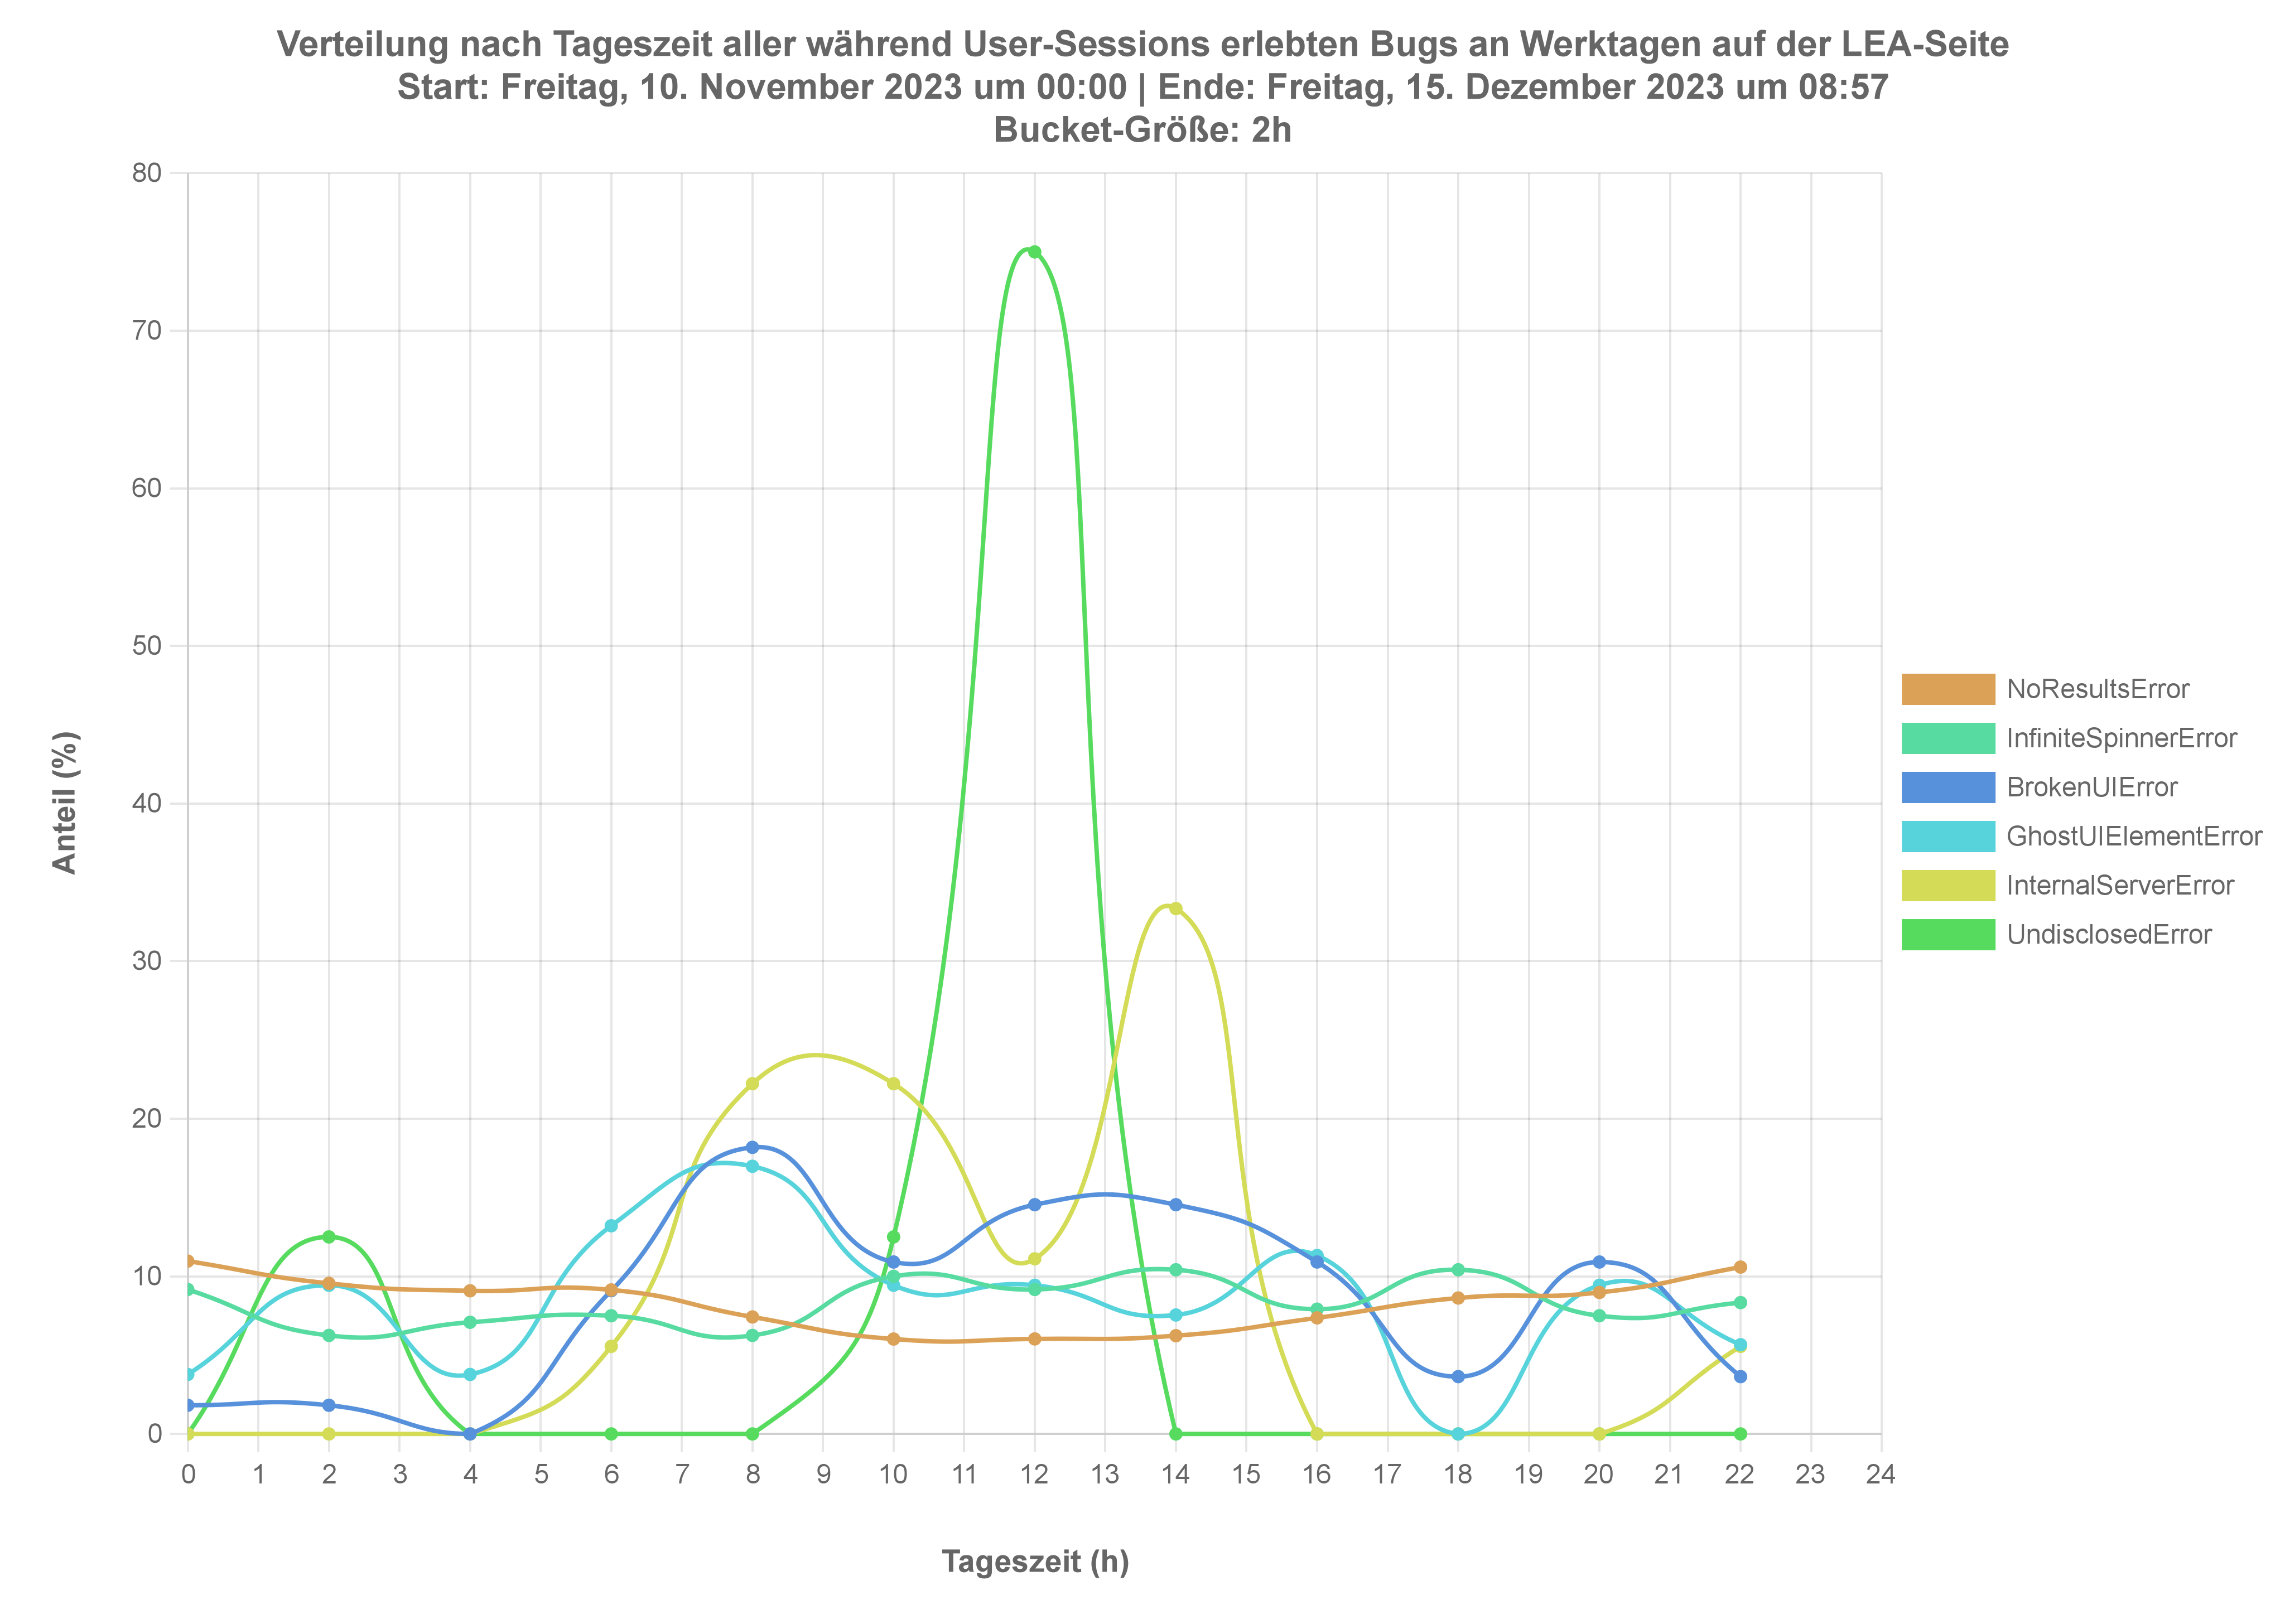 Verteilung nach Tageszeit aller während User-Sessions erlebten Bugs an Werktagen auf der LEA-Seite
Start: Freitag, 10. November 2023 um 00:00 | Ende: Freitag, 15. Dezember 2023 um 08:57
Bucket-Größe: 2h
80
70
60
50
40
30
20
10
0
Anteil (%)
0 1 2 3 4 5 6 7 8 9 10 11 12 13 14 15 16 17 18 19 20 21 22 23 24
Tageszeit (h)
NoResultsError
InfiniteSpinnerError
BrokenUIError
GhostUIElementError
InternalServerError
UndisclosedError